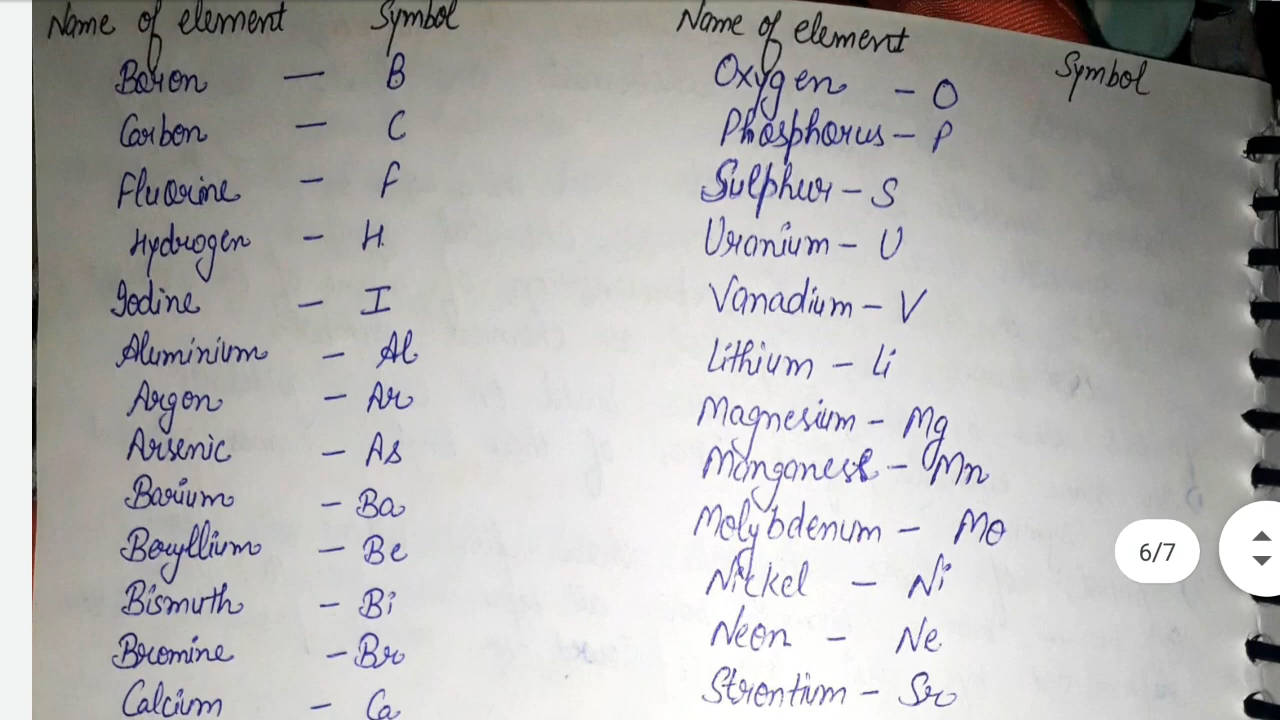 Name of element Symbol
Boron — B
Carbon — C
Fluorine — F
Hydrogen — H
Iodine — I
Aluminium — Al
Argon — Ar
Arsenic — As
Barium — Ba
Beryllium — Be
Bismuth — Bi
Bromine — Br
Calcium — Ca
Name of element Symbol
Oxygen — O
Phosphorus — P
Sulpheur — S
Uranium — U
Vanadium — V
Lithium — Li
Magnesium — Mg
Manganese — Mn
Molybdenum — Mo
Nickel — Ni
Neon — Ne
Strontium — Sr
6/7